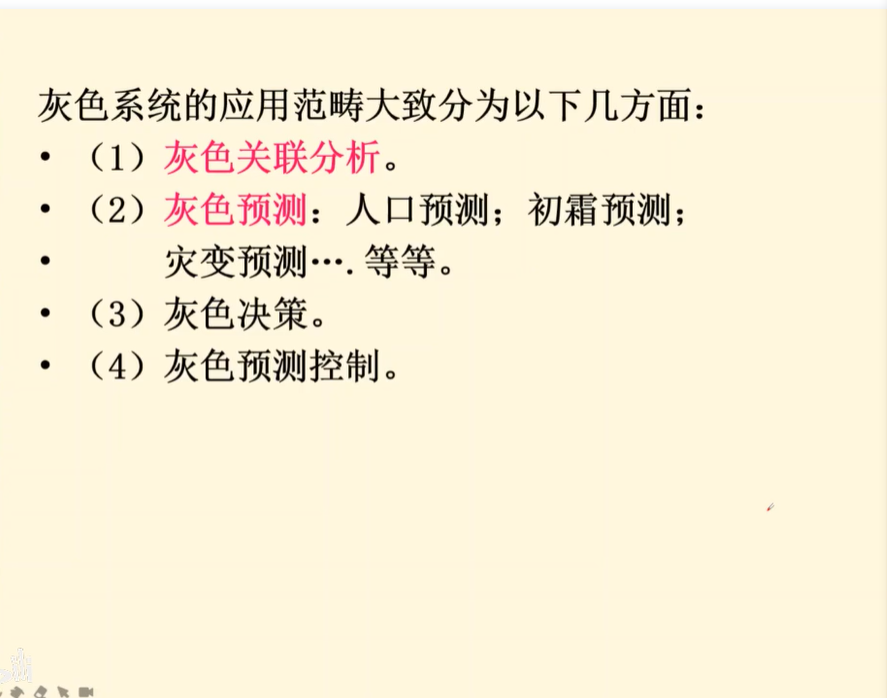 灰色系统的应用范畴大致分为以下几方面：
• （1）灰色关联分析。
• （2）灰色预测：人口预测；初霜预测；
• 灾变预测…. 等等。
• （3）灰色决策。
• （4）灰色预测控制。